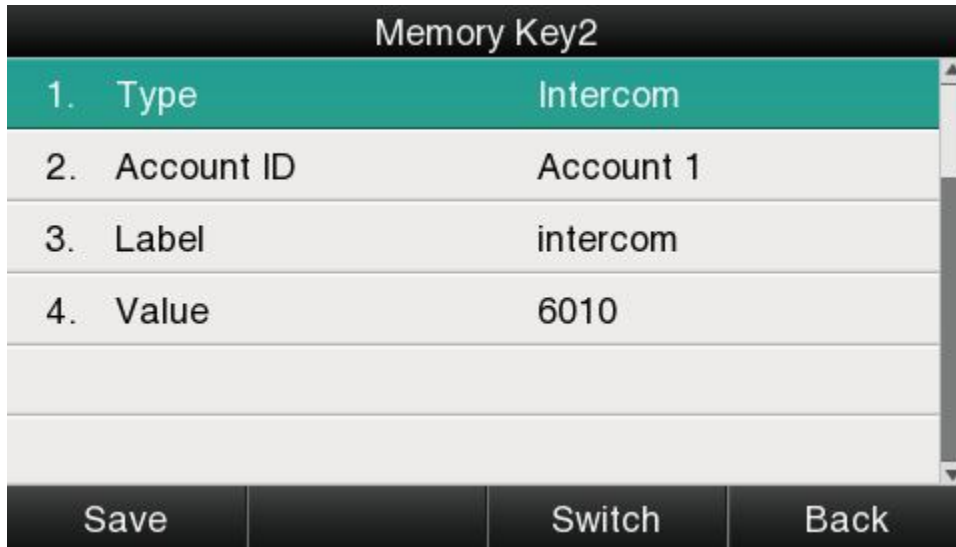 Memory Key2
1. Type Intercom
2. Account ID Account 1
3. Label intercom
4. Value 6010
Save Switch Back